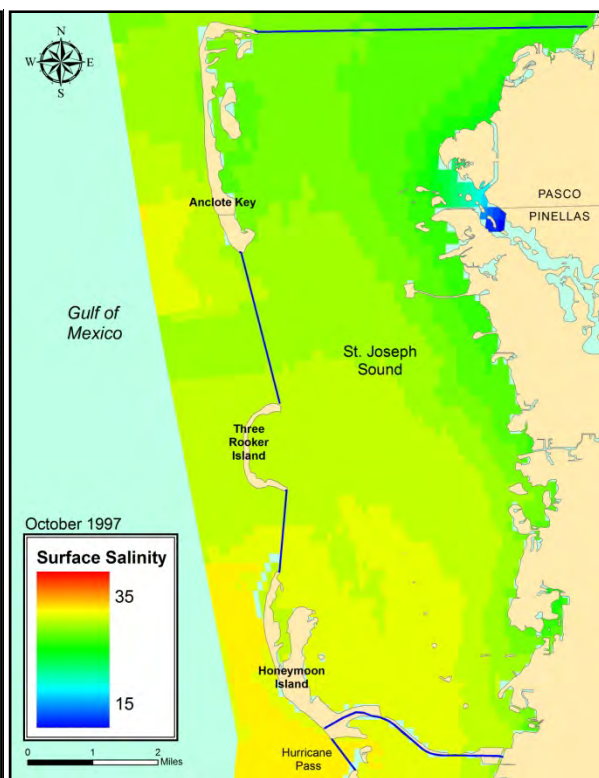 N
W E
S
PASCO
PINELLAS
Anclote Key
Gulf of
Mexico
St. Joseph
Sound
Three
Rooker
Island
October 1997
Surface Salinity
35
15
Honeymoon
Island
Hurricane
Pass
0 1 2
Miles